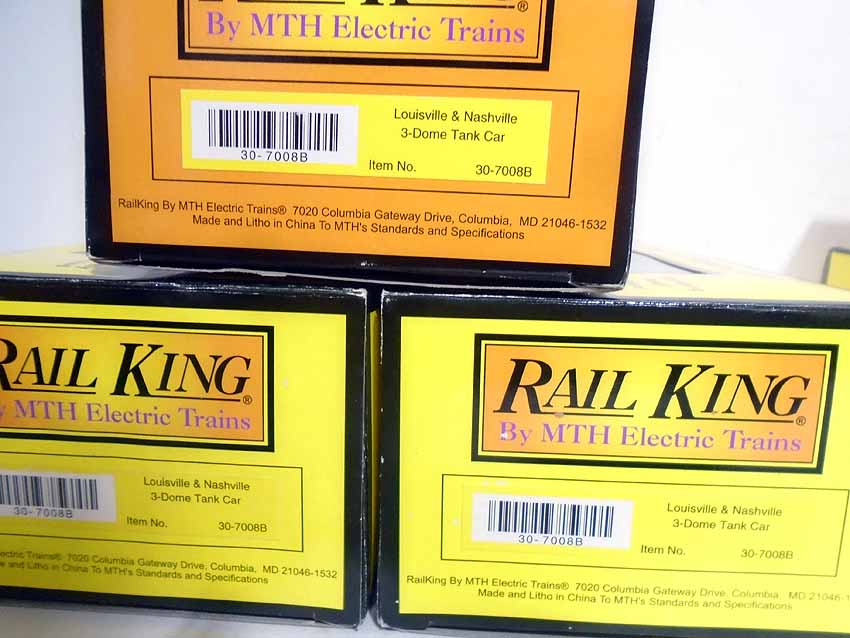 ®
By MTH Electric Trains
Louisville & Nashville
3-Dome Tank Car
30-7008B
Item No. 30-7008B
RailKing By MTH Electric Trains® 7020 Columbia Gateway Drive, Columbia, MD 21046-1532
Made and Litho in China To MTH's Standards and Specifications
RAIL KING®
By MTH Electric Trains
Louisville & Nashville
3-Dome Tank Car
30-7008B
Item No. 30-7008B
Electric Trains® 7020 Columbia Gateway Drive, Columbia, MD 21046-1532
and Litho in China To MTH's Standards and Specifications
RAIL KING®
By MTH Electric Trains
Louisville & Nashville
3-Dome Tank Car
30-7008B
Item No. 30-7008B
RailKing By MTH Electric Trains® 7020 Columbia Gateway Drive, Columbia, MD 21046-1
Made and Litho in China To MTH's Standards and Specifications